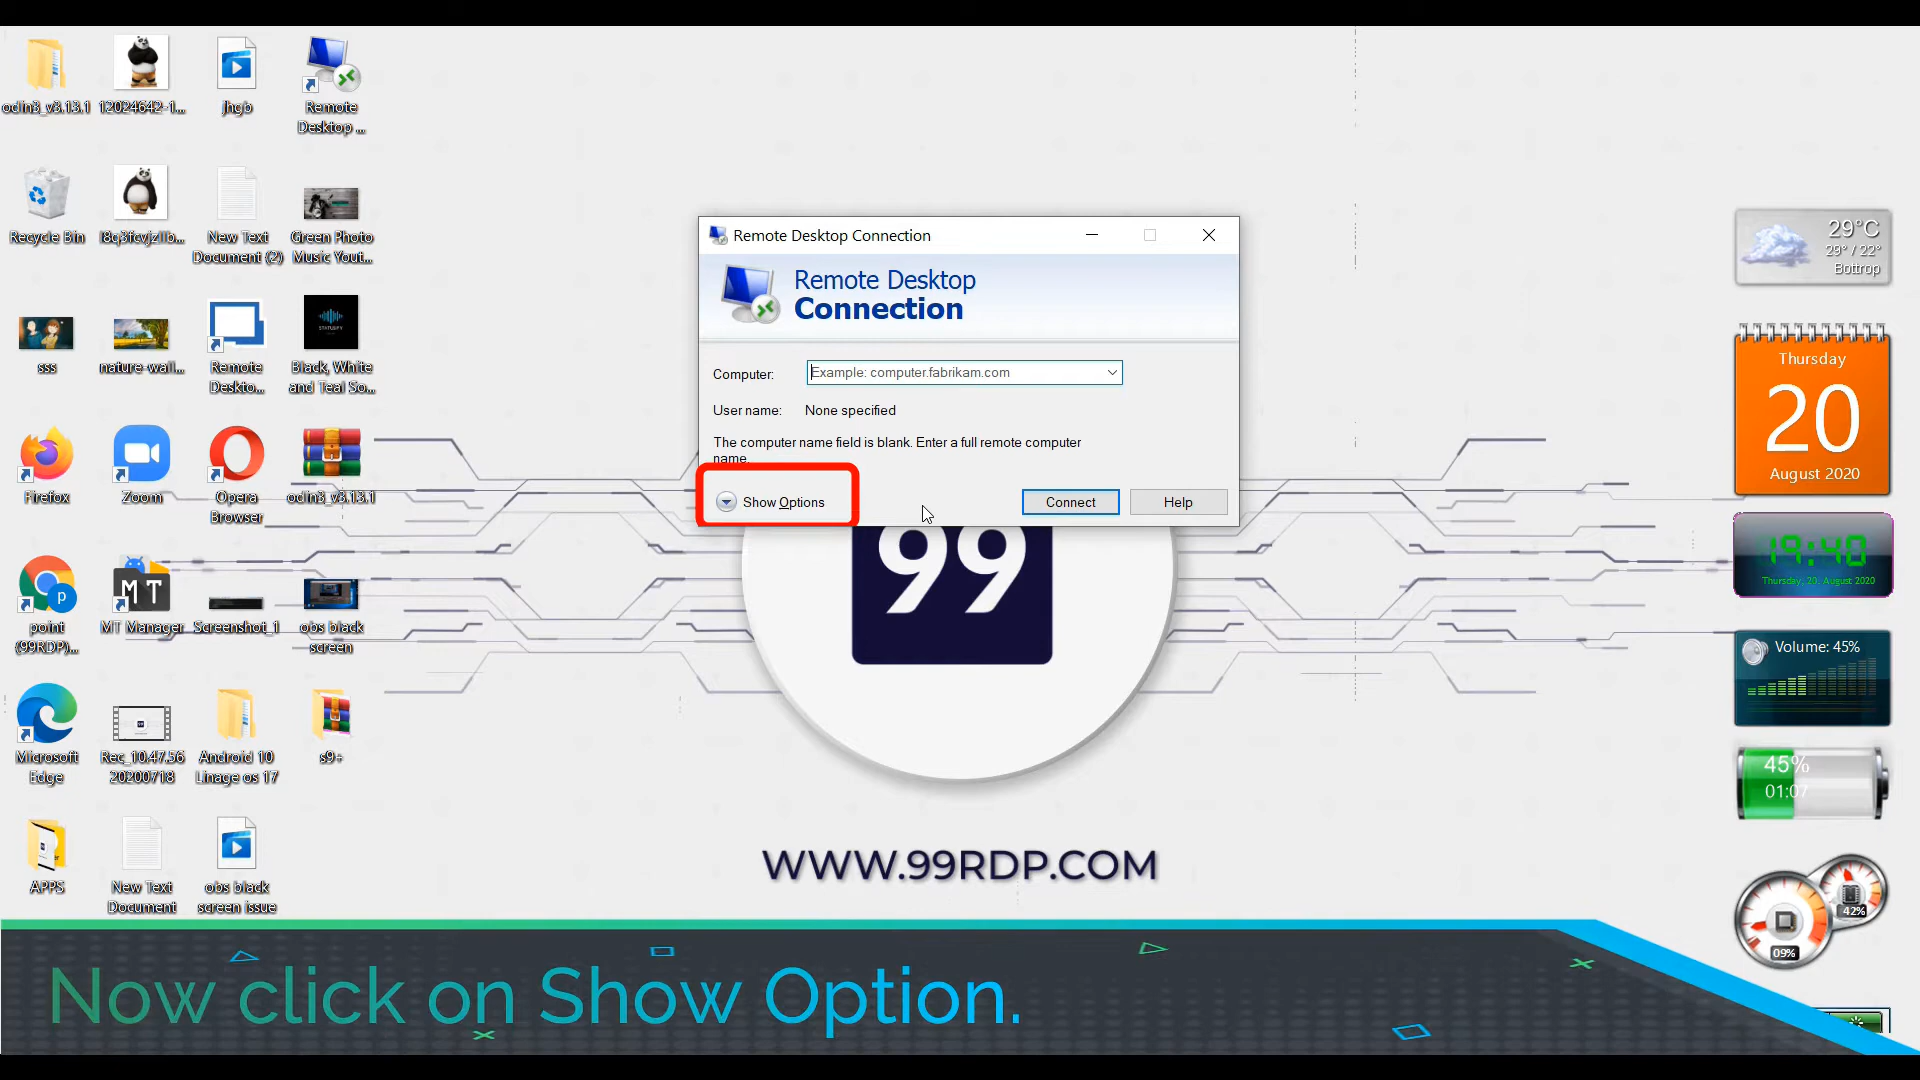 odin3_v3.13.1
12024642-1...
jhgb
Remote
Desktop ...
Recycle Bin
New Text
Document (2)
Green Photo
Music Yout...
sss
nature-wall...
Remote
Deskto...
Black, White
and Teal So...
STATUSIFY
Firefox
Zoom
Opera
Browser
odin3_v3.13.1
point
(99RDP)...
p
MT
MT Manager
Screenshot_1
obs black
screen
Microsoft
Edge
Rec_10.47.56
20200718
Android 10
Linage os 17
s9+
APPS
New Text
Document
obs black
screen issue
Remote Desktop Connection
Remote Desktop
Connection
Computer:
Example: computer.fabrikam.com
User name: None specified
The computer name field is blank. Enter a full remote computer
name.
Show Options
Connect
Help
99
WWW.99RDP.COM
29°C
29° / 22°
Bottrop
Thursday
20
August 2020
19:40
Thursday, 20. August 2020
Volume: 45%
45%
01:07
42%
09%
Now click on Show Option.